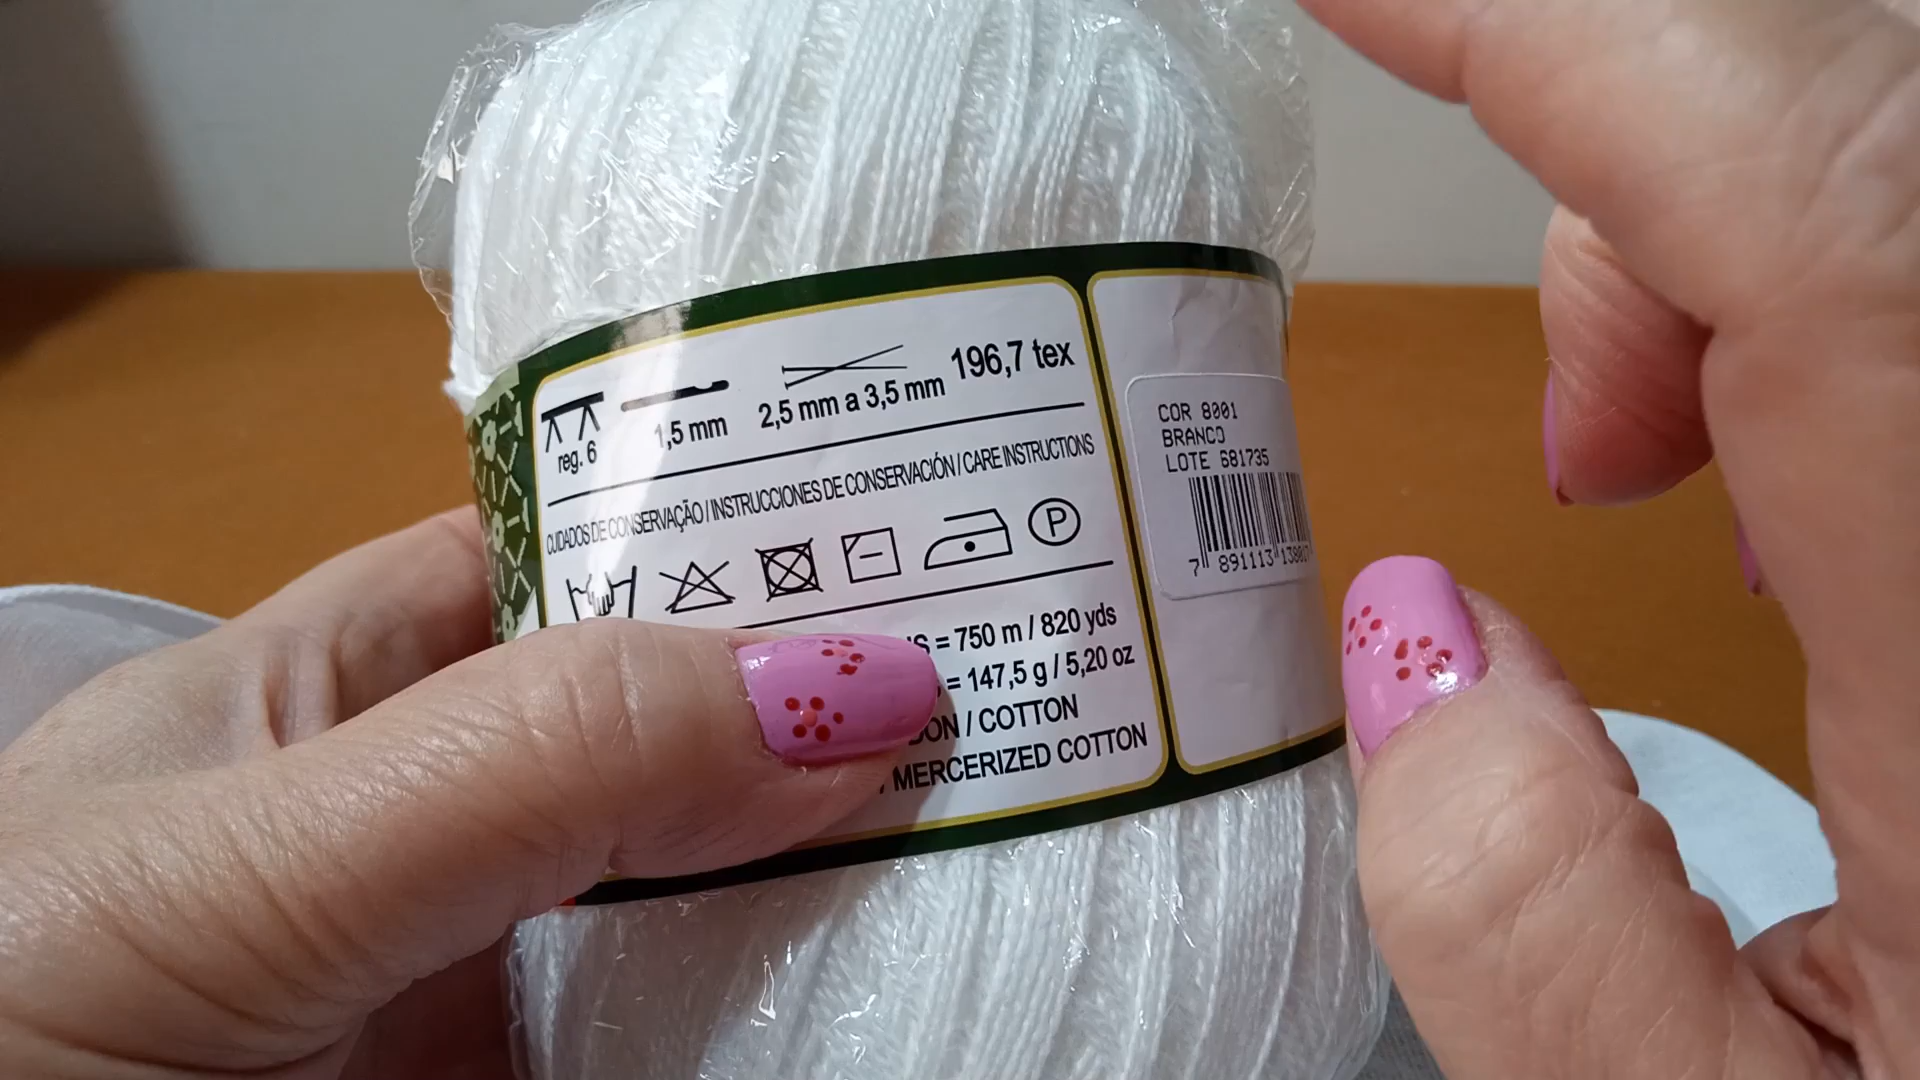 196,7 tex
2,5 mm a 3,5 mm
1,5 mm
reg. 6
CUIDADOS DE CONSERVAÇÃO / INSTRUCCIONES DE CONSERVACIÓN / CARE INSTRUCTIONS
P
= 750 m / 820 yds
= 147,5 g / 5,20 oz
/ COTTON
/ MERCERIZED COTTON
COR 8001
BRANCO
LOTE 681735
7 891113